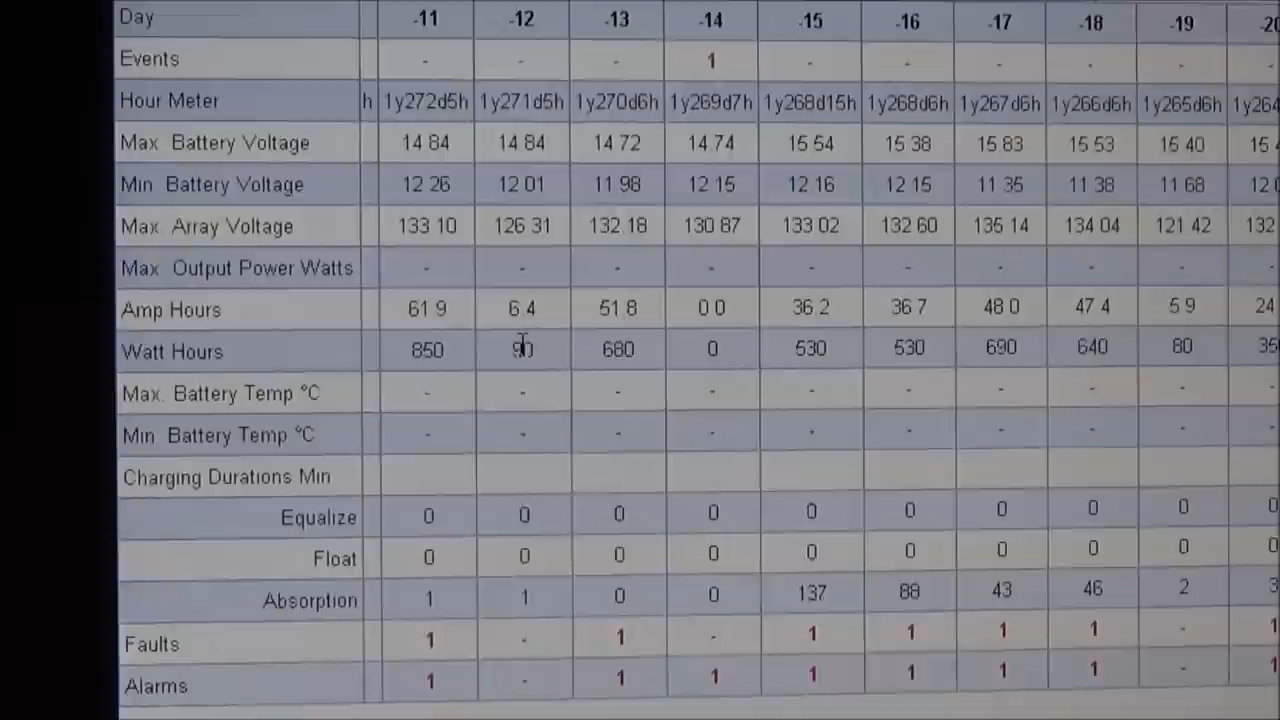 Day -11 -12 -13 -14 -15 -16 -17 -18 -19 -20
Events - - - 1 - - - - - -
Hour Meter h 1y272d5h 1y271d5h 1y270d6h 1y269d7h 1y268d15h 1y268d6h 1y267d6h 1y266d6h 1y265d6h 1y264
Max Battery Voltage 14 84 14 84 14 72 14 74 15 54 15 38 15 83 15 53 15 40 15
Min Battery Voltage 12 26 12 01 11 98 12 15 12 16 12 15 11 35 11 38 11 68 12
Max Array Voltage 133 10 126 31 132 18 130 87 133 02 132 60 135 14 134 04 121 42 132
Max Output Power Watts - - - - - - - - - -
Amp Hours 61 9 6 4 51.8 0 0 36 2 36 7 48 0 47 4 5 9 24
Watt Hours 850 90 680 0 530 530 690 640 80 35
Max. Battery Temp °C - - - - - - - - - -
Min Battery Temp °C - - - - - - - - - -
Charging Durations Min
Equalize 0 0 0 0 0 0 0 0 0 0
Float 0 0 0 0 0 0 0 0 0 0
Absorption 1 1 0 0 137 88 43 46 2 3
Faults 1 - 1 - 1 1 1 1 - 1
Alarms 1 - 1 1 1 1 1 1 - 1